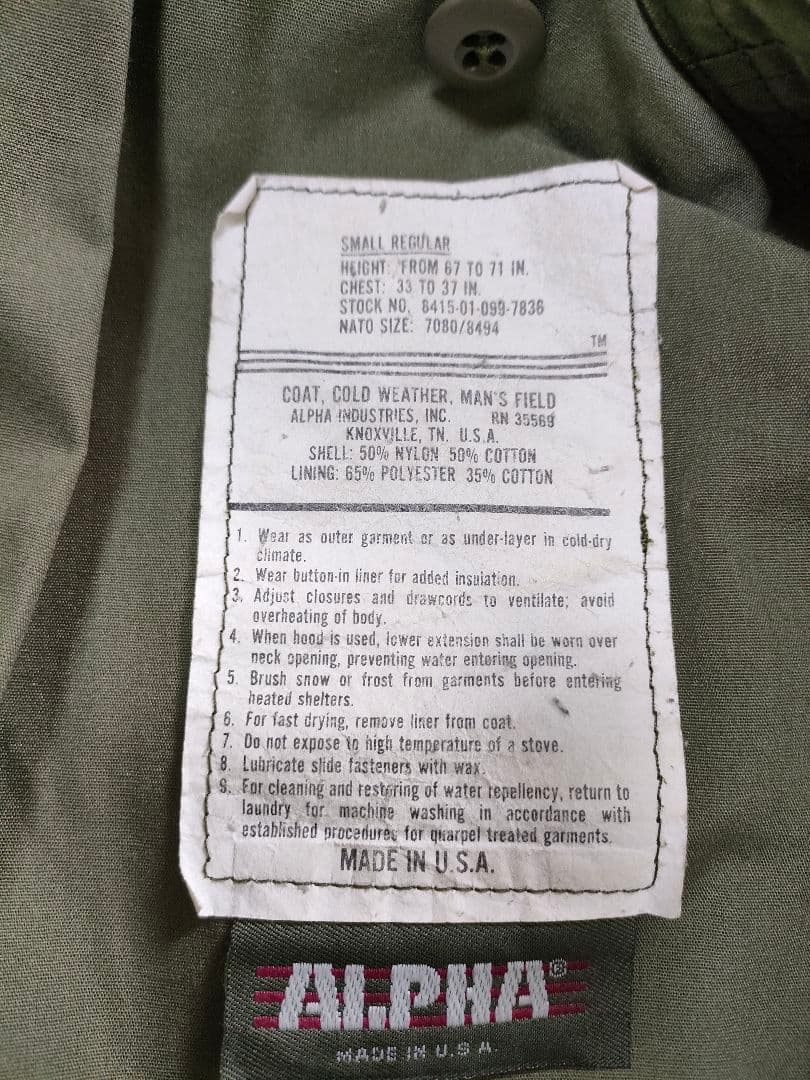 SMALL REGULAR
HEIGHT: FROM 67 TO 71 IN.
CHEST: 33 TO 37 IN.
STOCK NO. 8415-01-099-7836
NATO SIZE: 7080/8494
TM
COAT, COLD WEATHER, MAN'S FIELD
ALPHA INDUSTRIES, INC. RN 35569
KNOXVILLE, TN. U.S.A.
SHELL: 50% NYLON 50% COTTON
LINING: 65% POLYESTER 35% COTTON
1. Wear as outer garment or as under-layer in cold-dry
climate.
2. Wear button-in liner for added insulation.
3. Adjust closures and drawcords to ventilate; avoid
overheating of body.
4. When hood is used, lower extension shall be worn over
neck opening, preventing water entering opening.
5. Brush snow or frost from garments before entering
heated shelters.
6. For fast drying, remove liner from coat.
7. Do not expose to high temperature of a stove.
8. Lubricate slide fasteners with wax.
9. For cleaning and restoring of water repellency, return to
laundry for machine washing in accordance with
established procedures for quarpel treated garments.
MADE IN U.S.A.
ALPHA®
MADE IN U.S.A.